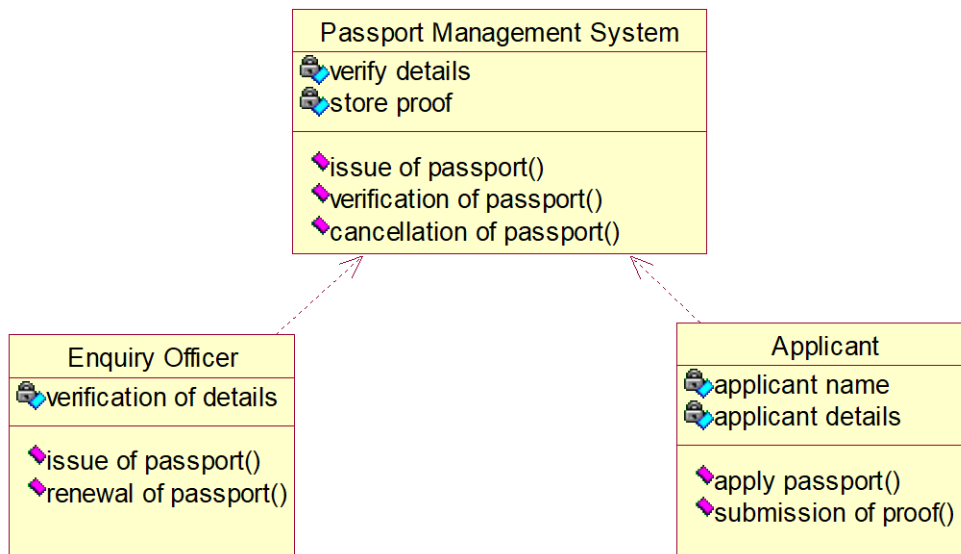 Passport Management System
verify details
store proof
issue of passport()
verification of passport()
cancellation of passport()
Enquiry Officer
verification of details
issue of passport()
renewal of passport()
Applicant
applicant name
applicant details
apply passport()
submission of proof()